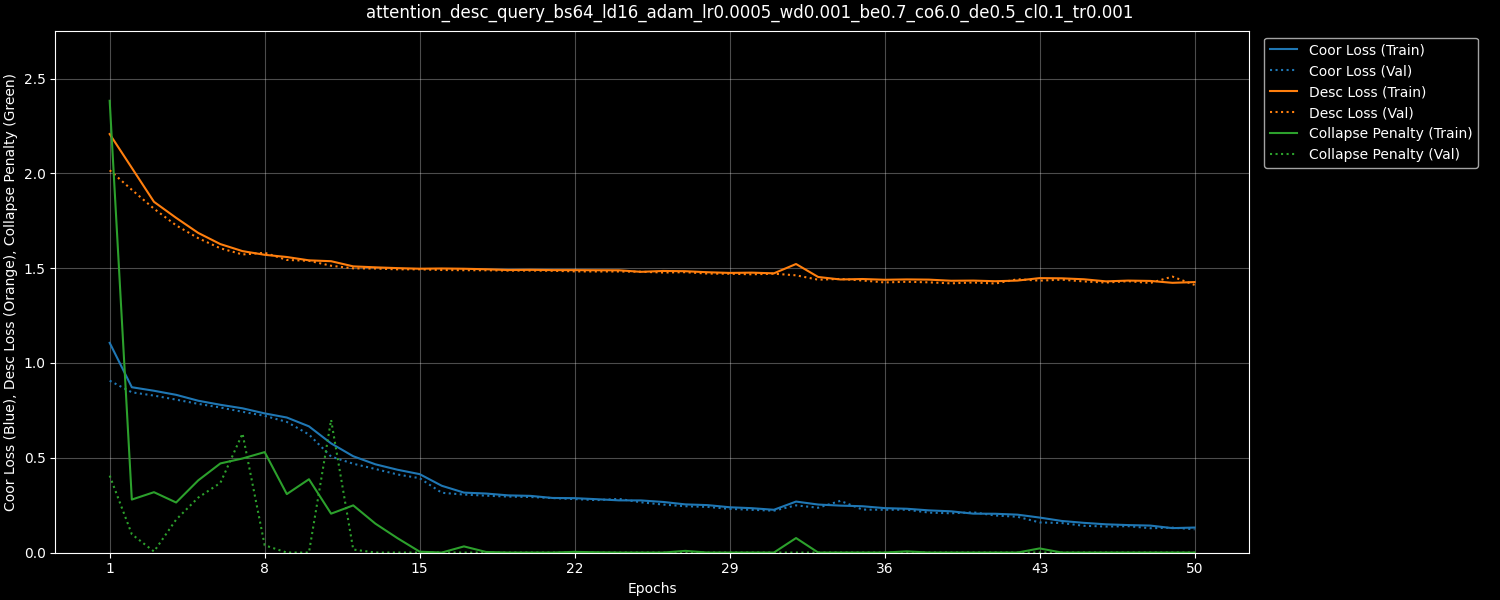 attention_desc_query_bs64_ld16_adam_lr0.0005_wd0.001_be0.7_co6.0_de0.5_cl0.1_tr0.001
Coor Loss (Blue), Desc Loss (Orange), Collapse Penalty (Green)
2.5
2.0
1.5
1.0
0.5
0.0
1 8 15 22 29 36 43 50
Epochs
Coor Loss (Train)
Coor Loss (Val)
Desc Loss (Train)
Desc Loss (Val)
Collapse Penalty (Train)
Collapse Penalty (Val)